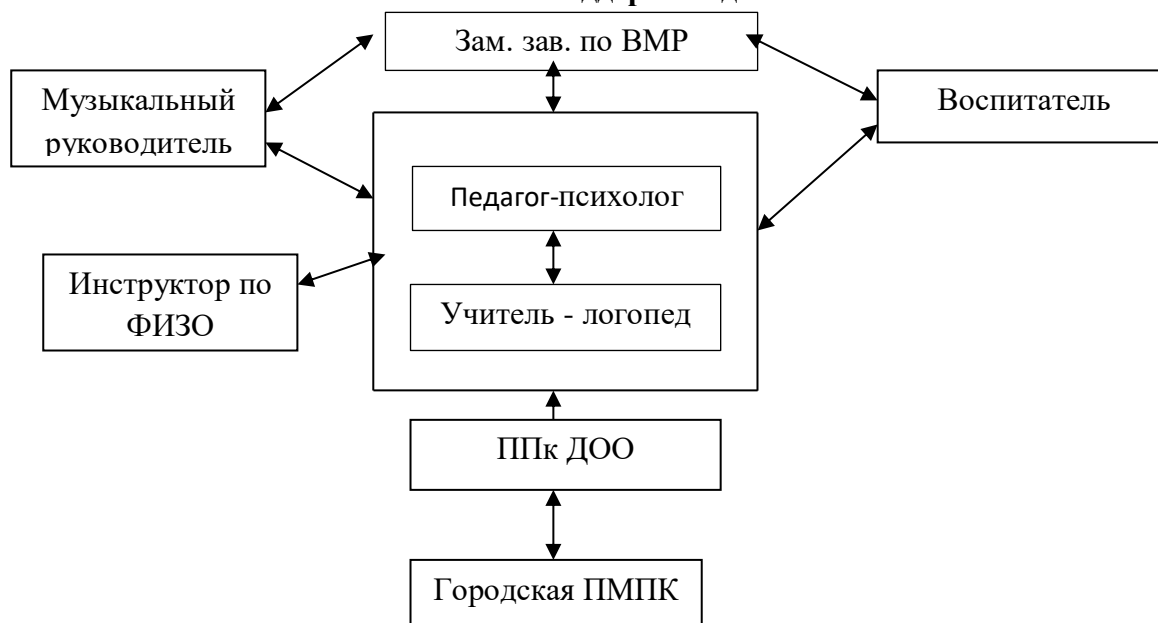 Зам. зав. по ВМР
Музыкальный
руководитель
Воспитатель
Педагог-психолог
Инструктор по
ФИЗО
Учитель - логопед
ППк ДОО
Городская ПМПК